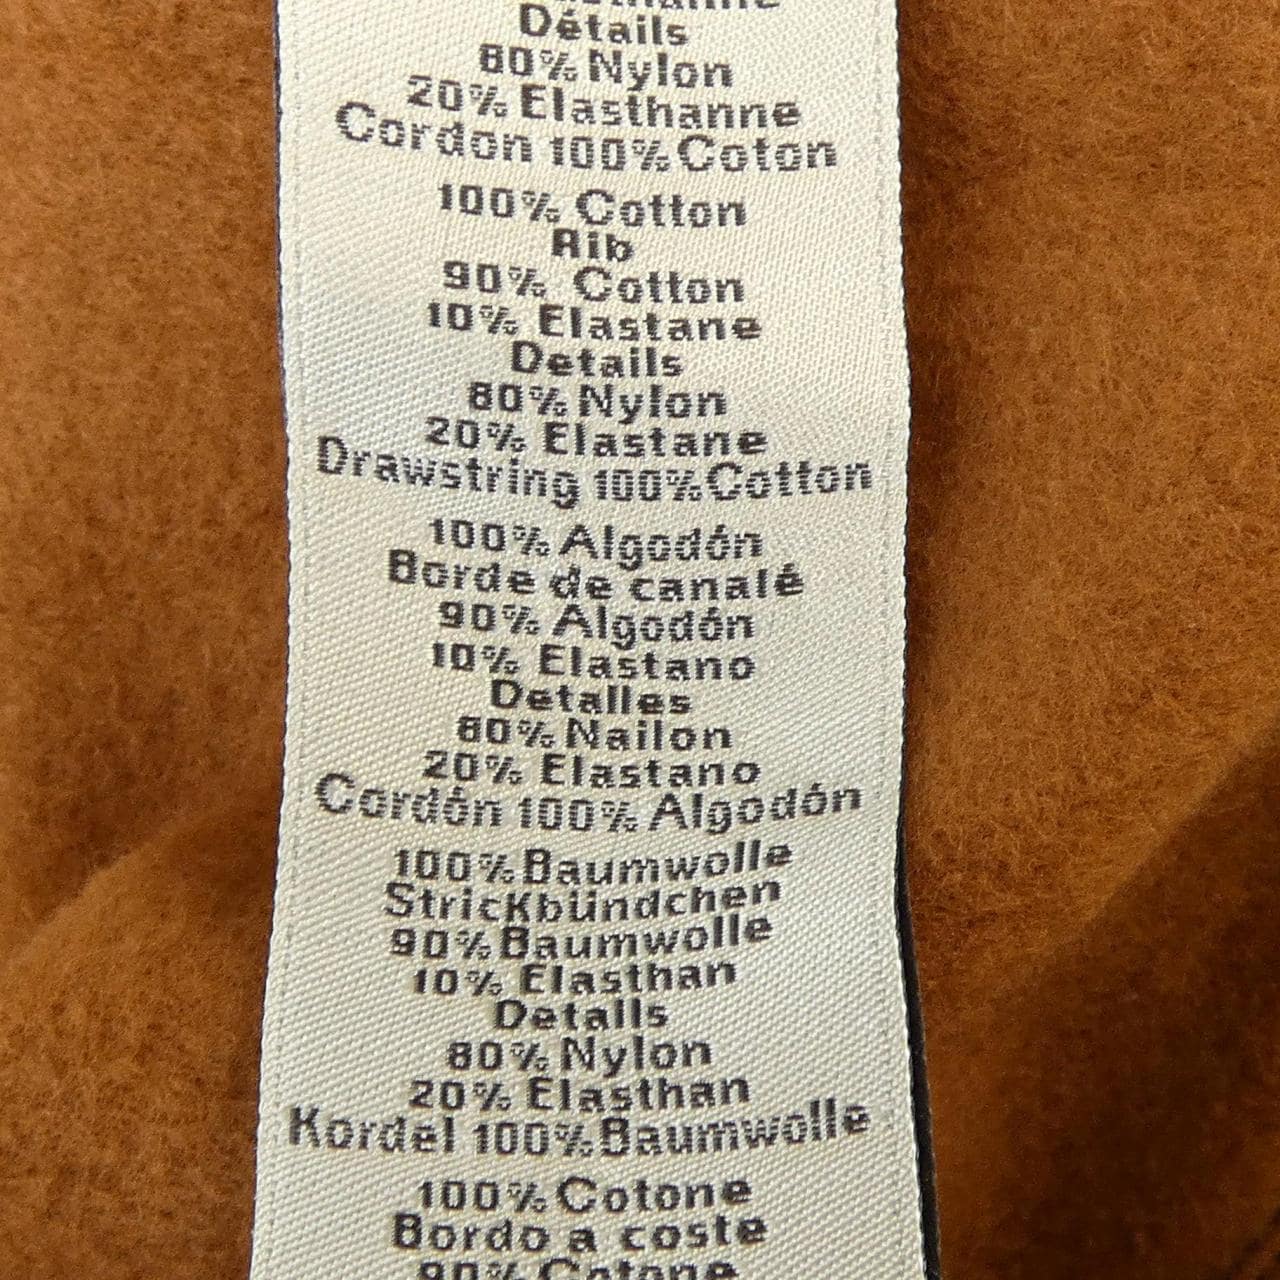 Détails
80% Nylon
20% Elasthanne
Cordon 100% Coton
100% Cotton
Rib
90% Cotton
10% Elastane
Details
80% Nylon
20% Elastane
Drawstring 100% Cotton
100% Algodón
Borde de canalé
90% Algodón
10% Elastano
Detalles
80% Nailon
20% Elastano
Cordón 100% Algodón
100% Baumwolle
Strickbündchen
90% Baumwolle
10% Elasthan
Details
80% Nylon
20% Elasthan
Kordel 100% Baumwolle
100% Cotone
Bordo a coste
90% Cotone